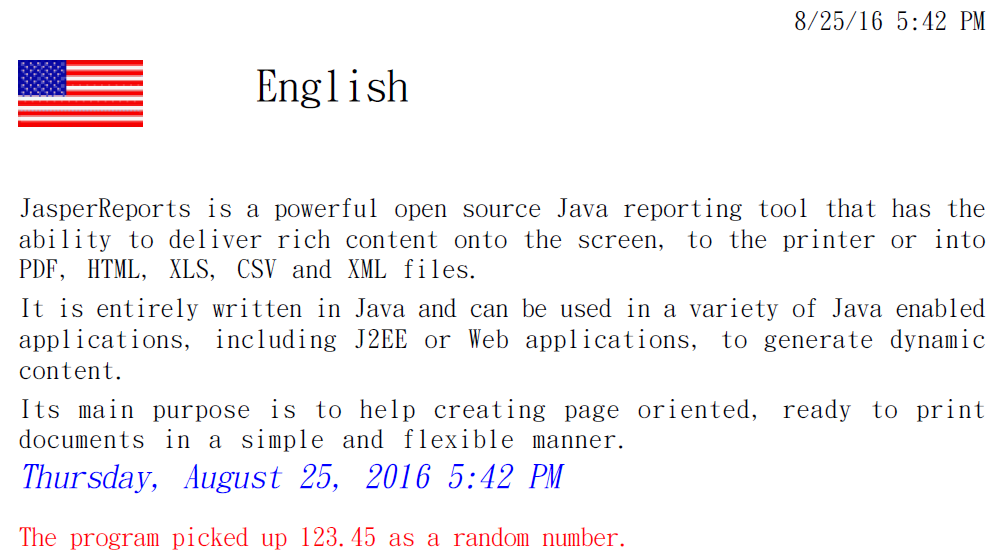 8/25/16 5:42 PM
English
JasperReports is a powerful open source Java reporting tool that has the
ability to deliver rich content onto the screen, to the printer or into
PDF, HTML, XLS, CSV and XML files.
It is entirely written in Java and can be used in a variety of Java enabled
applications, including J2EE or Web applications, to generate dynamic
content.
Its main purpose is to help creating page oriented, ready to print
documents in a simple and flexible manner.
Thursday, August 25, 2016 5:42 PM
The program picked up 123.45 as a random number.